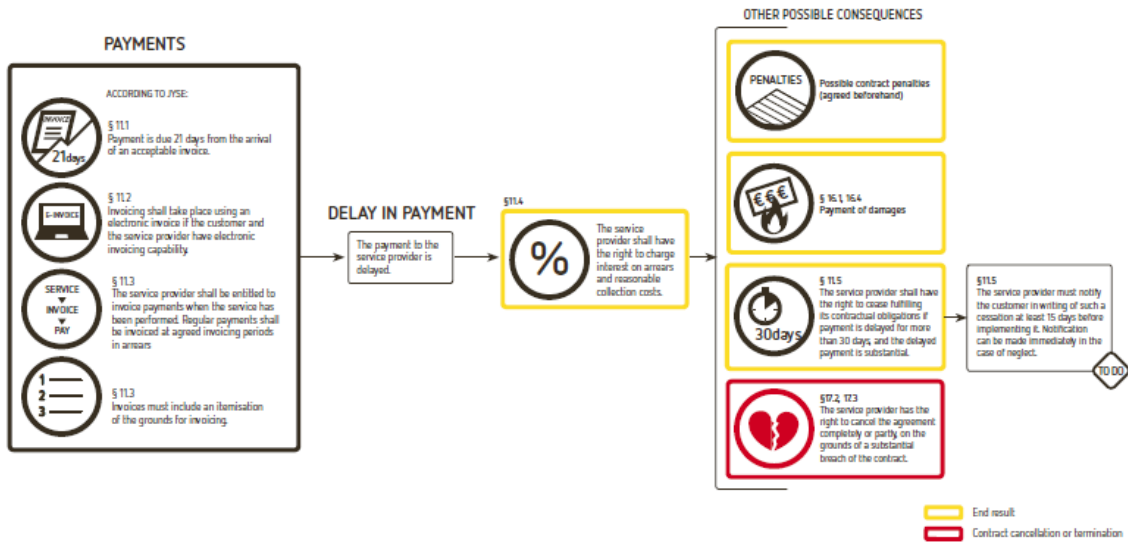 PAYMENTS
ACCORDING TO JYSE:
INVOICE
21days
§ 11.1
Payment is due 21 days from the arrival
of an acceptable invoice.
E-INVOICE
§ 11.2
Invoicing shall take place using an
electronic invoice if the customer and
the service provider have electronic
invoicing capability.
SERVICE
INVOICE
PAY
§ 11.3
The service provider shall be entitled to
invoice payments when the service has
been performed. Regular payments shall
be invoiced at agreed invoicing periods
in arrears
1
2
3
§ 11.3
Invoices must include an itemisation
of the grounds for invoicing.
DELAY IN PAYMENT
The payment to the
service provider is
delayed.
§11.4
%
The service
provider shall have
the right to charge
interest on arrears
and reasonable
collection costs.
OTHER POSSIBLE CONSEQUENCES
PENALTIES
Possible contract penalties
(agreed beforehand)
€€€
§ 16.1, 16.4
Payment of damages
30days
§ 11.5
The service provider shall have
the right to cease fulfilling
its contractual obligations if
payment is delayed for more
than 30 days, and the delayed
payment is substantial.
§11.5
The service provider must notify
the customer in writing of such a
cessation at least 15 days before
implementing it. Notification
can be made immediately in the
case of neglect.
TO DO
§17.2, 17.3
The service provider has the
right to cancel the agreement
completely or partly, on the
grounds of a substantial
breach of the contract.
End result
Contract cancellation or termination